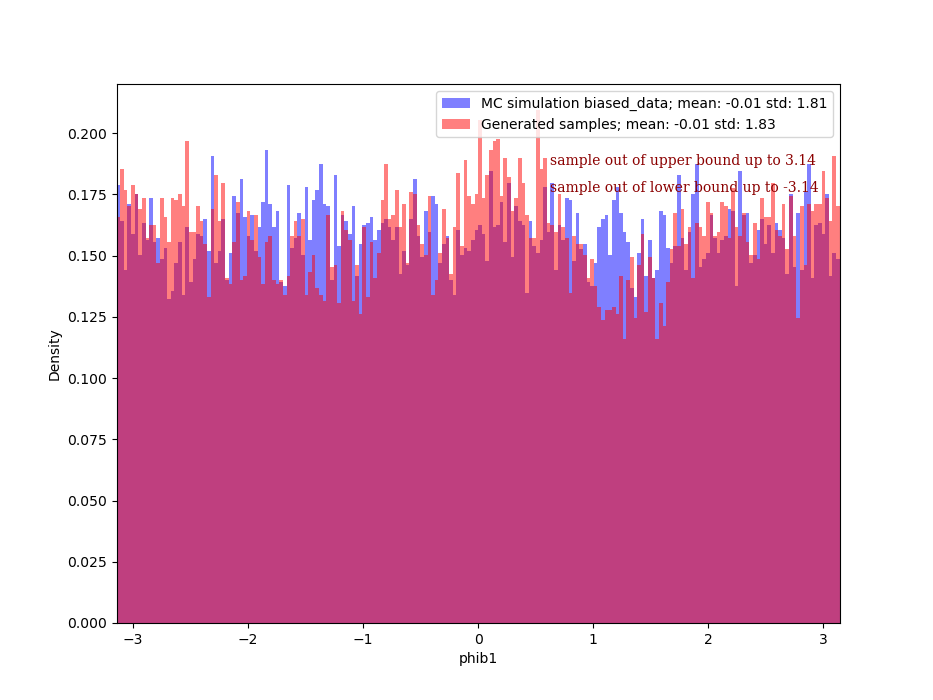 MC simulation biased_data; mean: -0.01 std: 1.81
Generated samples; mean: -0.01 std: 1.83
sample out of upper bound up to 3.14
sample out of lower bound up to -3.14
0.200
0.175
0.150
0.125
0.100
0.075
0.050
0.025
0.000
Density
−3 −2 −1 0 1 2 3
phib1